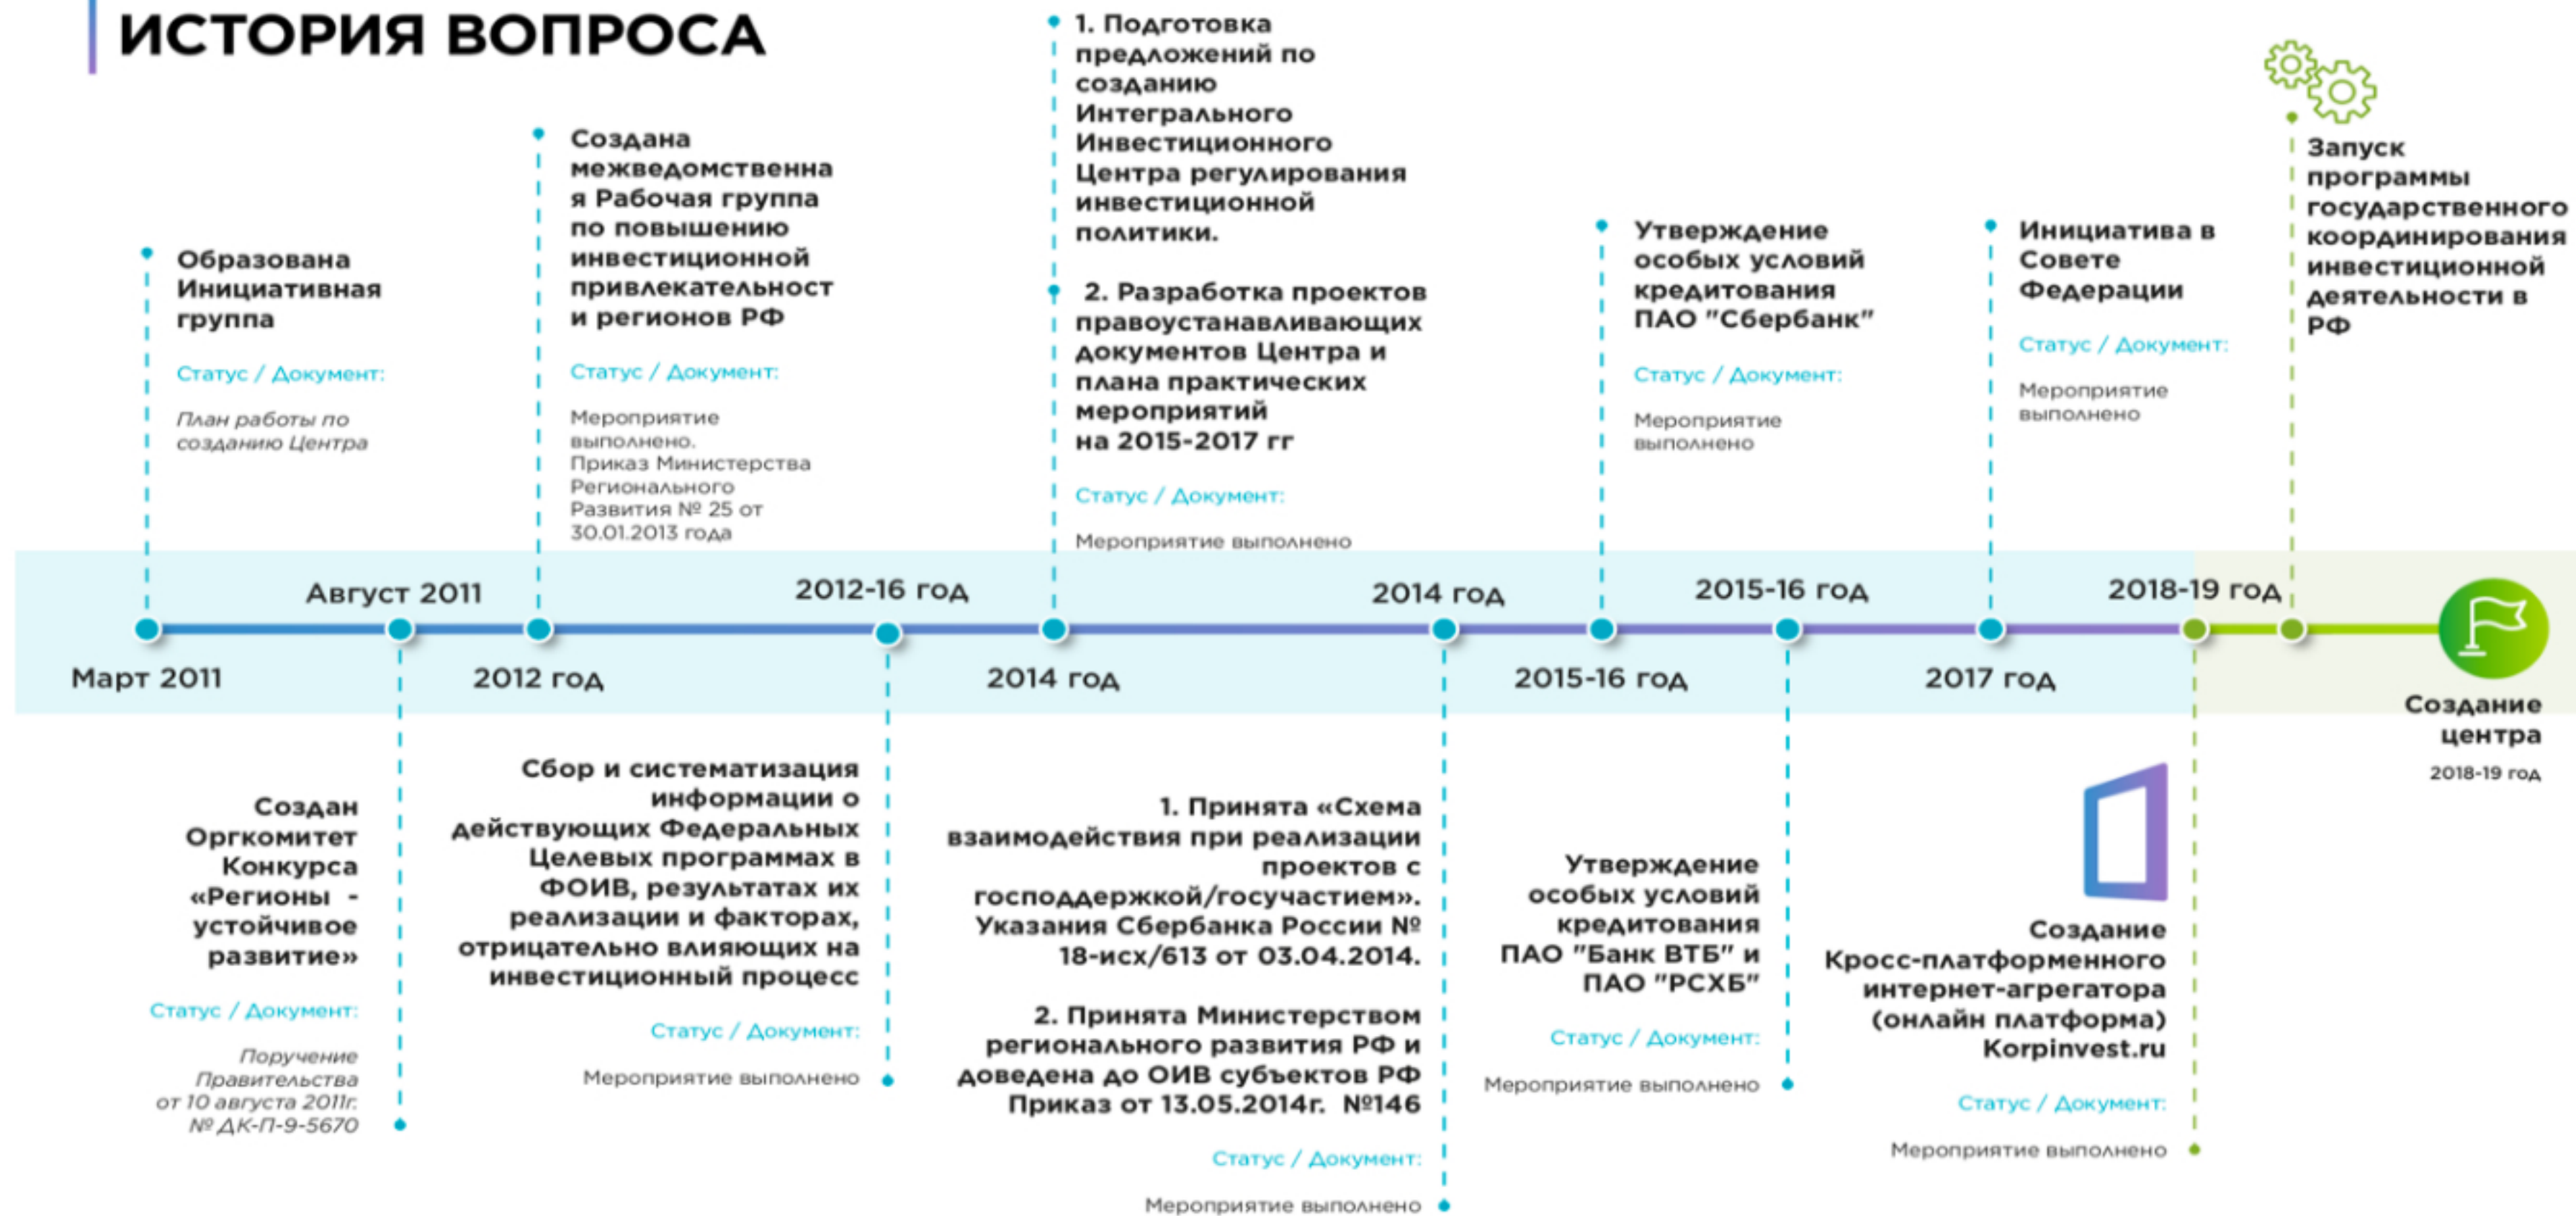 ИСТОРИЯ ВОПРОСА
Образована
Инициативная
группа
Статус / Документ:
План работы по
созданию Центра
Создана
межведомственна
я Рабочая группа
по повышению
инвестиционной
привлекательност
и регионов РФ
Статус / Документ:
Мероприятие
выполнено.
Приказ Министерства
Регионального
Развития № 25 от
30.01.2013 года
1. Подготовка
предложений по
созданию
Интегрального
Инвестиционного
Центра регулирования
инвестиционной
политики.
2. Разработка проектов
правоустанавливающих
документов Центра и
плана практических
мероприятий
на 2015-2017 гг
Статус / Документ:
Мероприятие выполнено
Утверждение
особых условий
кредитования
ПАО "Сбербанк"
Статус / Документ:
Мероприятие
выполнено
Инициатива в
Совете
Федерации
Статус / Документ:
Мероприятие
выполнено
Запуск
программы
государственного
координирования
инвестиционной
деятельности в
РФ
Август 2011
2012-16 год
2014 год
2015-16 год
2018-19 год
Март 2011
2012 год
2014 год
2015-16 год
2017 год
Создание
центра
2018-19 год
Создан
Оргкомитет
Конкурса
«Регионы -
устойчивое
развитие»
Статус / Документ:
Поручение
Правительства
от 10 августа 2011г.
№ ДК-П-9-5670
Сбор и систематизация
информации о
действующих Федеральных
Целевых программах в
ФОИВ, результатах их
реализации и факторах,
отрицательно влияющих на
инвестиционный процесс
Статус / Документ:
Мероприятие выполнено
1. Принята «Схема
взаимодействия при реализации
проектов с
господдержкой/госучастием».
Указания Сбербанка России №
18-исх/613 от 03.04.2014.
2. Принята Министерством
регионального развития РФ и
доведена до ОИВ субъектов РФ
Приказ от 13.05.2014г. №146
Статус / Документ:
Мероприятие выполнено
Утверждение
особых условий
кредитования
ПАО "Банк ВТБ" и
ПАО "РСХБ"
Статус / Документ:
Мероприятие выполнено
Создание
Кросс-платформенного
интернет-агрегатора
(онлайн платформа)
Korpinvest.ru
Статус / Документ:
Мероприятие выполнено